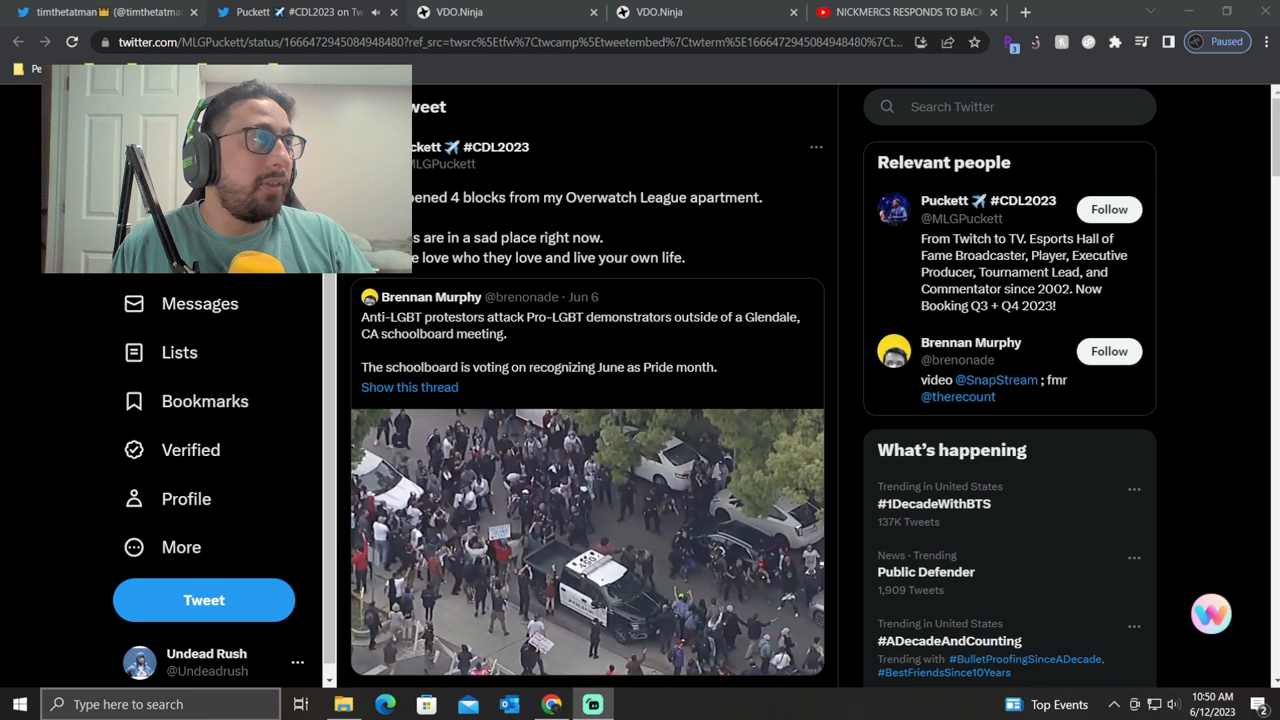 timthetatman👑 (@timthetatman
Puckett ✈️ #CDL2023 on Tw
VDO.Ninja
VDO.Ninja
NICKMERCS RESPONDS TO BAC
twitter.com/MLGPuckett/status/1666472945084948480?ref_src=twsrc%5Etfw%7Ctwcamp%5Etweetembed%7Ctwterm%5E1666472945084948480%7Ct...
3
Paused
Pe
weet
Search Twitter
ckett ✈️ #CDL2023
MLGPuckett
ened 4 blocks from my Overwatch League apartment.
s are in a sad place right now.
e love who they love and live your own life.
Brennan Murphy @brenonade · Jun 6
Anti-LGBT protestors attack Pro-LGBT demonstrators outside of a Glendale,
CA schoolboard meeting.
The schoolboard is voting on recognizing June as Pride month.
Show this thread
Messages
Lists
Bookmarks
Verified
Profile
More
Tweet
Undead Rush
@Undeadrush
Relevant people
Puckett ✈️ #CDL2023
@MLGPuckett
Follow
From Twitch to TV. Esports Hall of
Fame Broadcaster, Player, Executive
Producer, Tournament Lead, and
Commentator since 2002. Now
Booking Q3 + Q4 2023!
Brennan Murphy
@brenonade
Follow
video @SnapStream ; fmr
@therecount
What's happening
Trending in United States
#1DecadeWithBTS
137K Tweets
News · Trending
Public Defender
1,909 Tweets
Trending in United States
#ADecadeAndCounting
Trending with #BulletProofingSinceADecade,
#BestFriendsSince10Years
Type here to search
Top Events
10:50 AM
6/12/2023
2